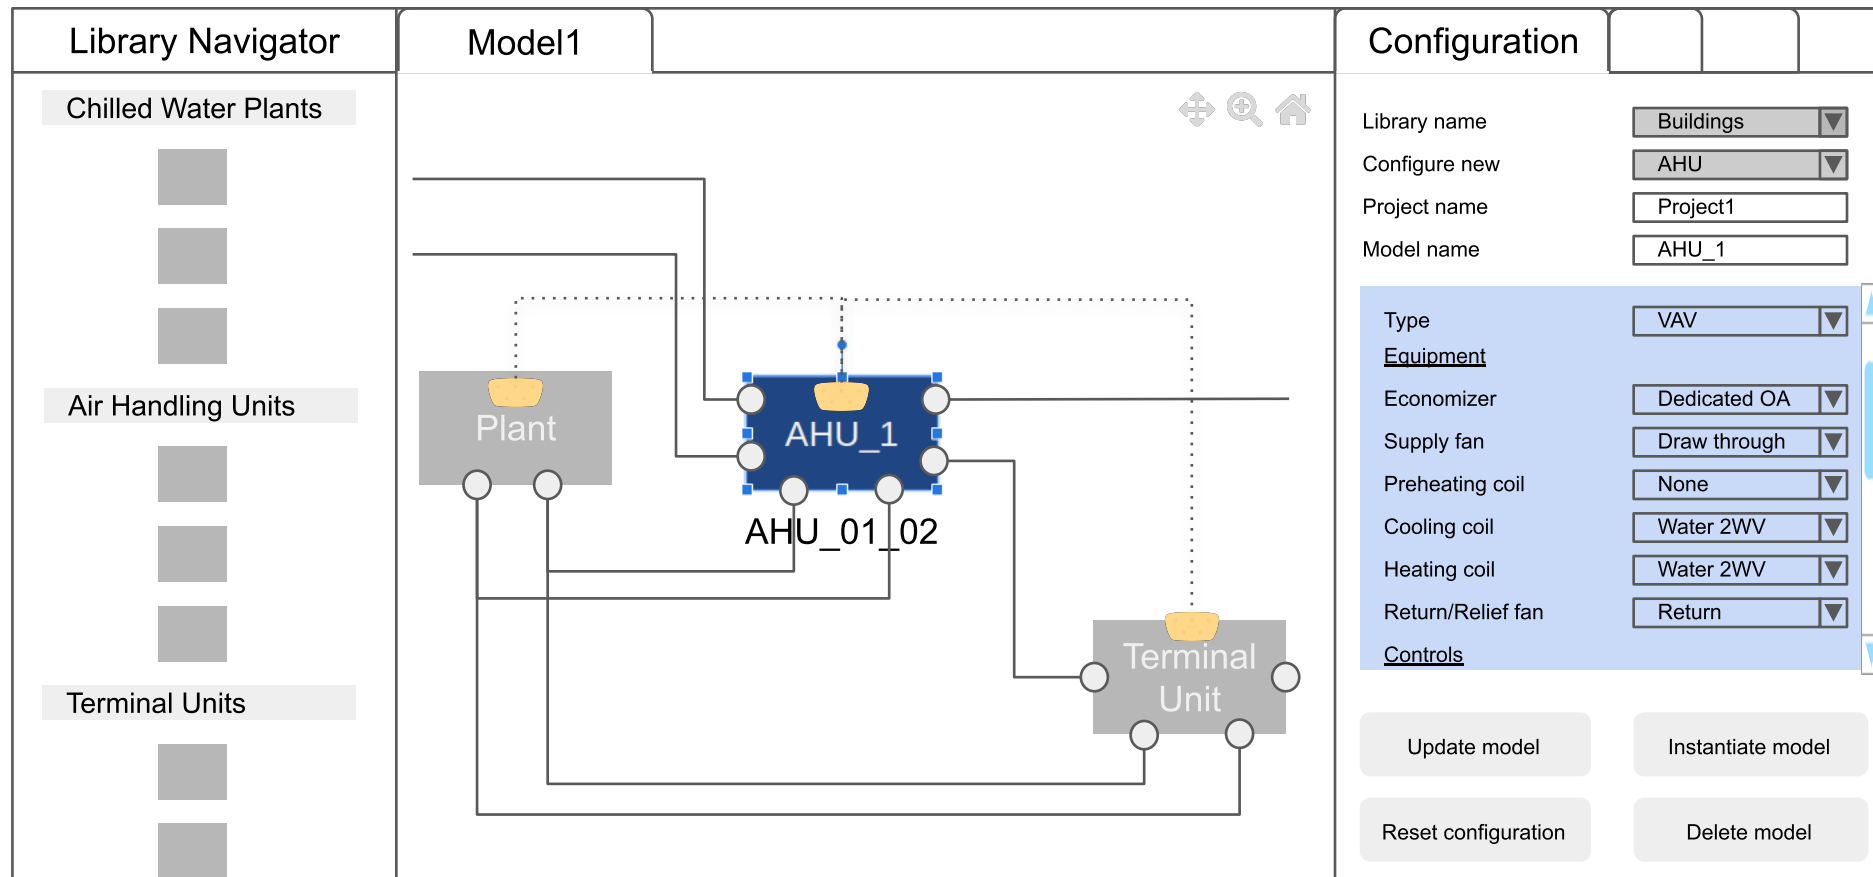 Library Navigator
Chilled Water Plants
Air Handling Units
Terminal Units
Model1
Plant
AHU_1
AHU_01_02
Terminal
Unit
Configuration
Library name Buildings
Configure new AHU
Project name Project1
Model name AHU_1
Type VAV
Equipment
Economizer Dedicated OA
Supply fan Draw through
Preheating coil None
Cooling coil Water 2WV
Heating coil Water 2WV
Return/Relief fan Return
Controls
Update model Instantiate model
Reset configuration Delete model